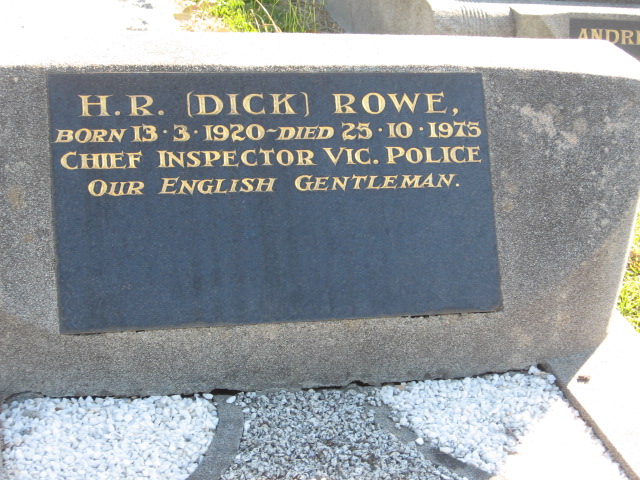 H.R. (DICK) ROWE,
BORN 13·3·1920~DIED 25·10·1975
CHIEF INSPECTOR VIC. POLICE
OUR ENGLISH GENTLEMAN.